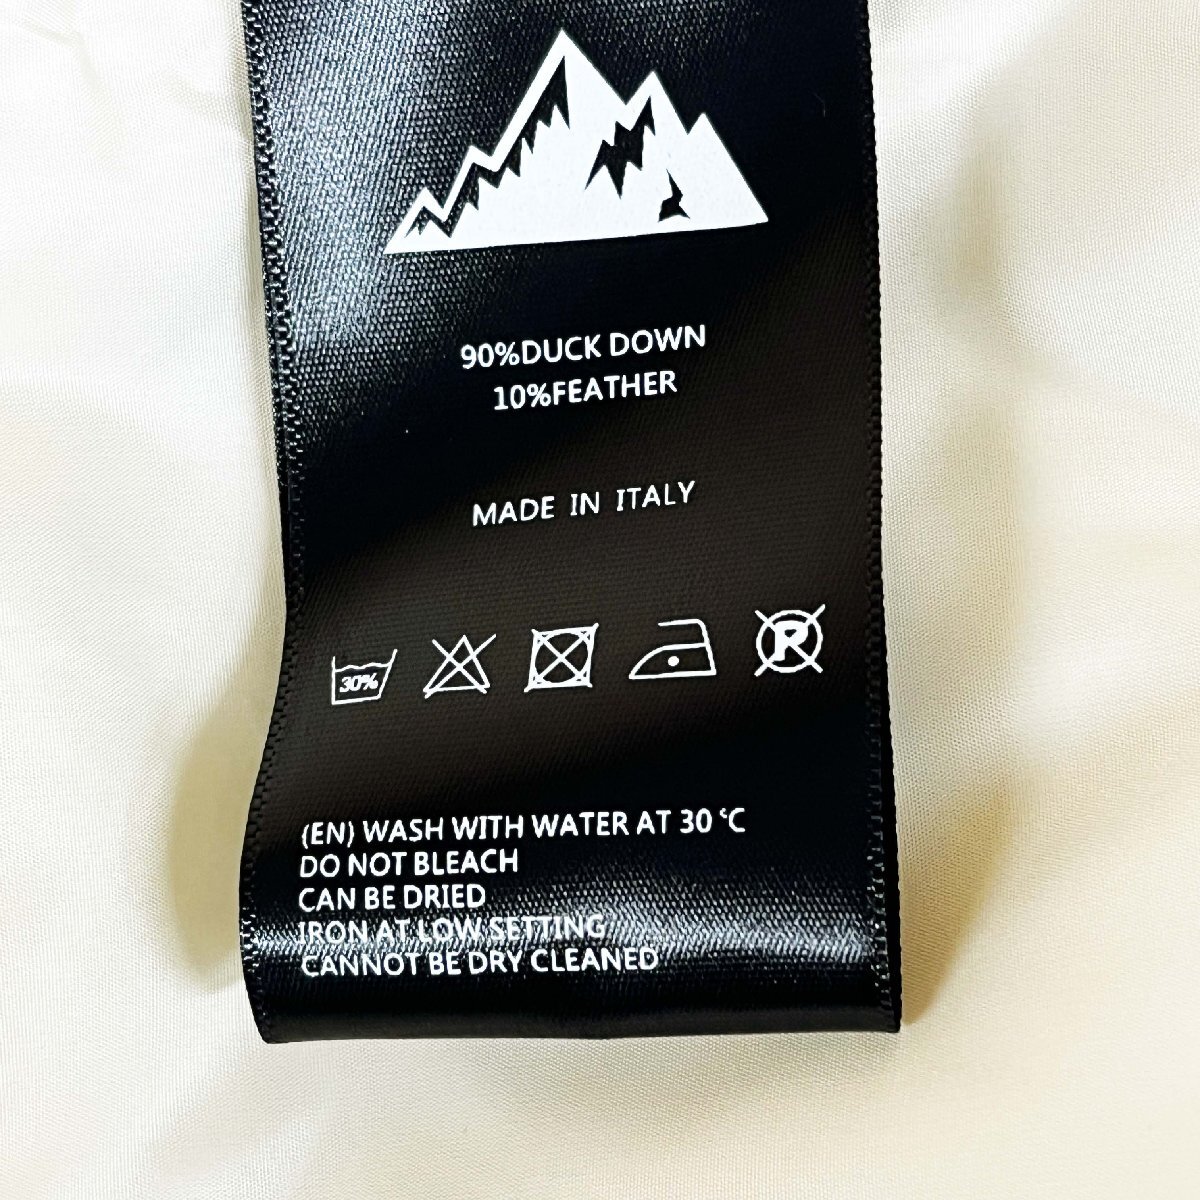 90%DUCK DOWN
10%FEATHER
MADE IN ITALY
30%
R
(EN) WASH WITH WATER AT 30 ℃
DO NOT BLEACH
CAN BE DRIED
IRON AT LOW SETTING
CANNOT BE DRY CLEANED